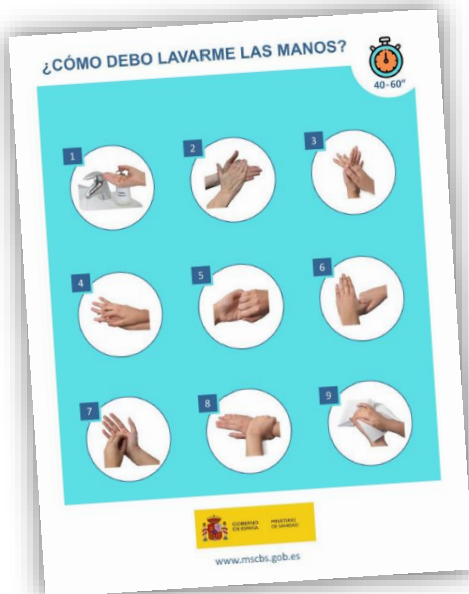 ¿CÓMO DEBO LAVARME LAS MANOS?
40-60"
1
2
3
4
5
6
7
8
9
GOBIERNO
DE ESPAÑA
MINISTERIO
DE SANIDAD
www.mscbs.gob.es